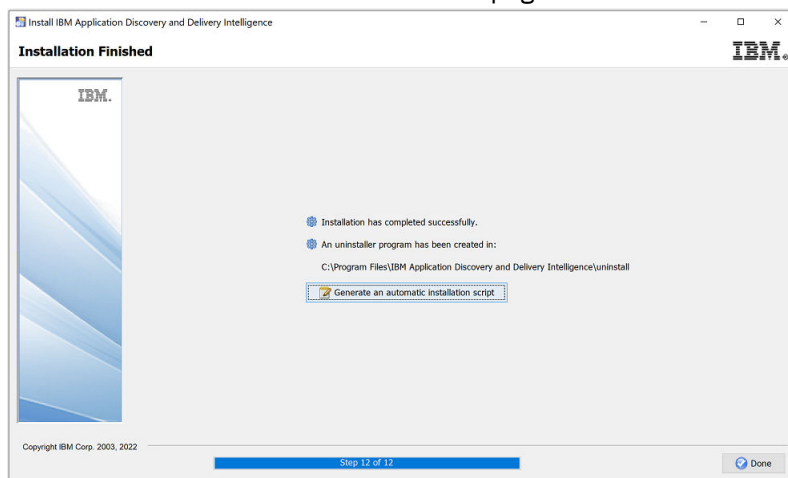 Install IBM Application Discovery and Delivery Intelligence
Installation Finished
IBM®
IBM.
Installation has completed successfully.
An uninstaller program has been created in:
C:\Program Files\IBM Application Discovery and Delivery Intelligence\uninstall
Generate an automatic installation script
Copyright IBM Corp. 2003, 2022
Step 12 of 12
Done